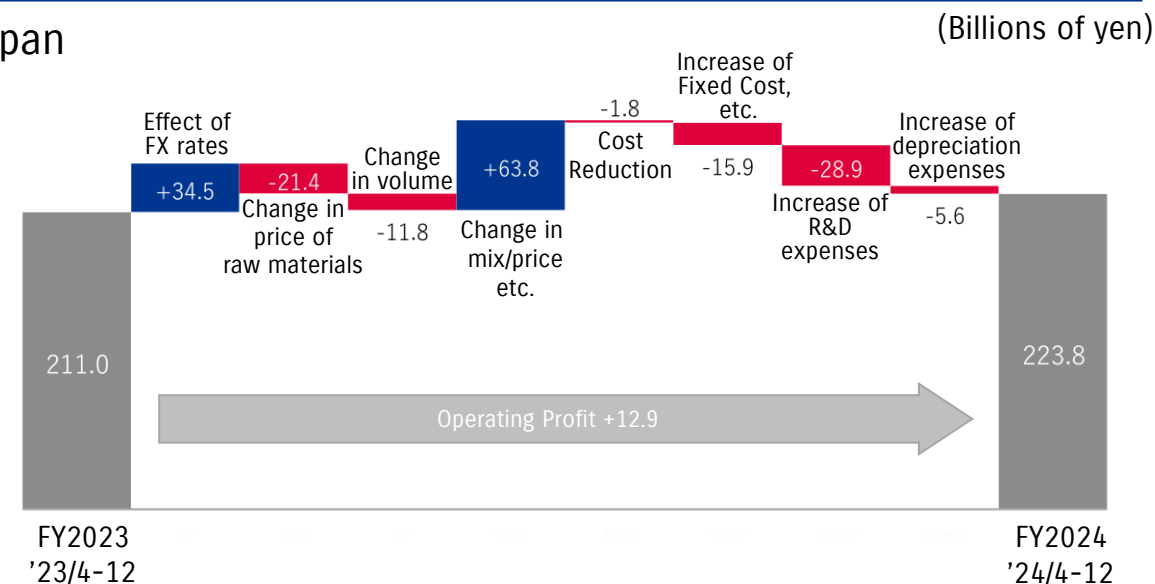 pan
(Billions of yen)
Effect of
FX rates
+34.5
-21.4
Change in
price of
raw materials
Change
in volume
-11.8
+63.8
Change in
mix/price
etc.
-1.8
Cost
Reduction
Increase of
Fixed Cost,
etc.
-15.9
-28.9
Increase of
R&D
expenses
Increase of
depreciation
expenses
-5.6
211.0
223.8
Operating Profit +12.9
FY2023
’23/4-12
FY2024
’24/4-12